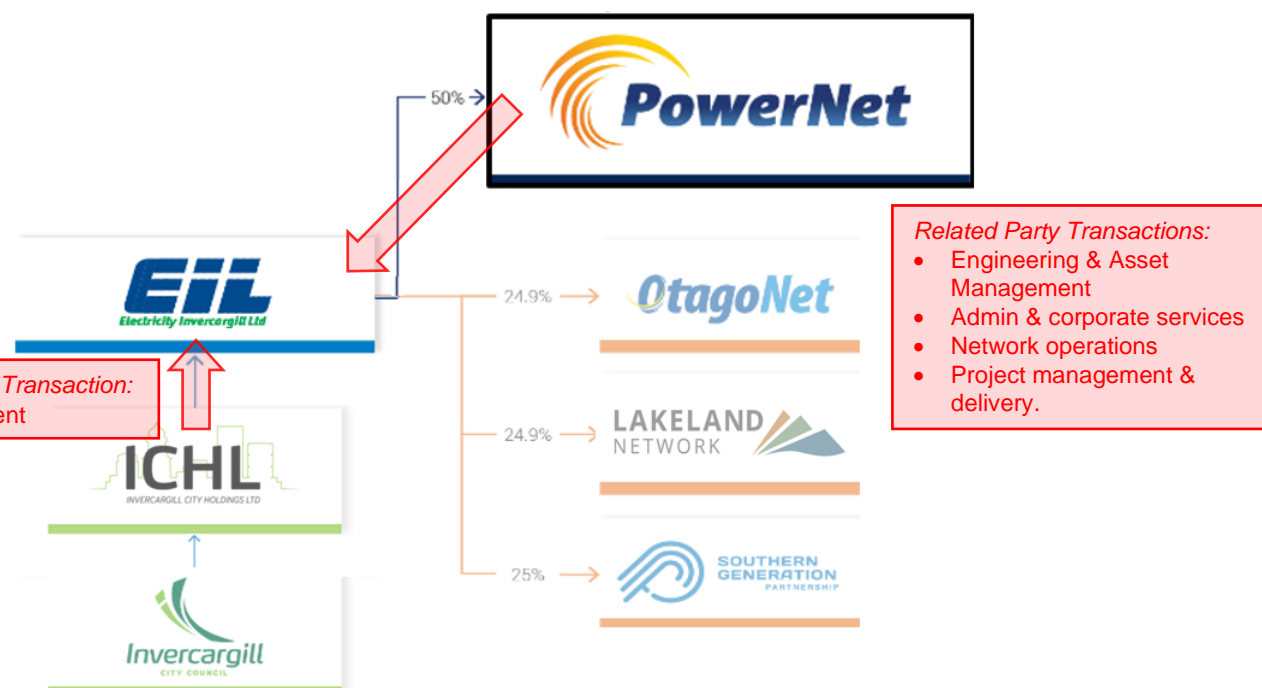 50%
PowerNet
Related Party Transactions:
• Engineering & Asset
Management
• Admin & corporate services
• Network operations
• Project management &
delivery.
EIL
Electricity Invercargill Ltd
24.9%
OtagoNet
Transaction:
ent
24.9%
LAKELAND
NETWORK
ICHL
INVERCARGILL CITY HOLDINGS LTD
25%
SOUTHERN
GENERATION
PARTNERSHIP
Invercargill
CITY COUNCIL